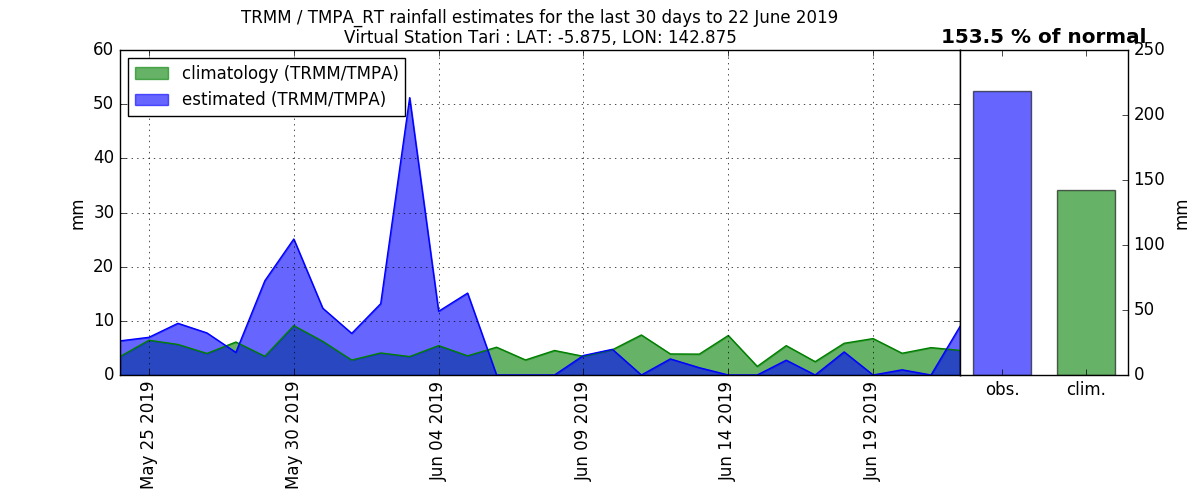 TRMM / TMPA_RT rainfall estimates for the last 30 days to 22 June 2019
Virtual Station Tari : LAT: -5.875, LON: 142.875
153.5 % of normal
climatology (TRMM/TMPA)
estimated (TRMM/TMPA)
60
50
40
30
20
10
0
mm
250
200
150
100
50
0
mm
May 25 2019
May 30 2019
Jun 04 2019
Jun 09 2019
Jun 14 2019
Jun 19 2019
obs.
clim.